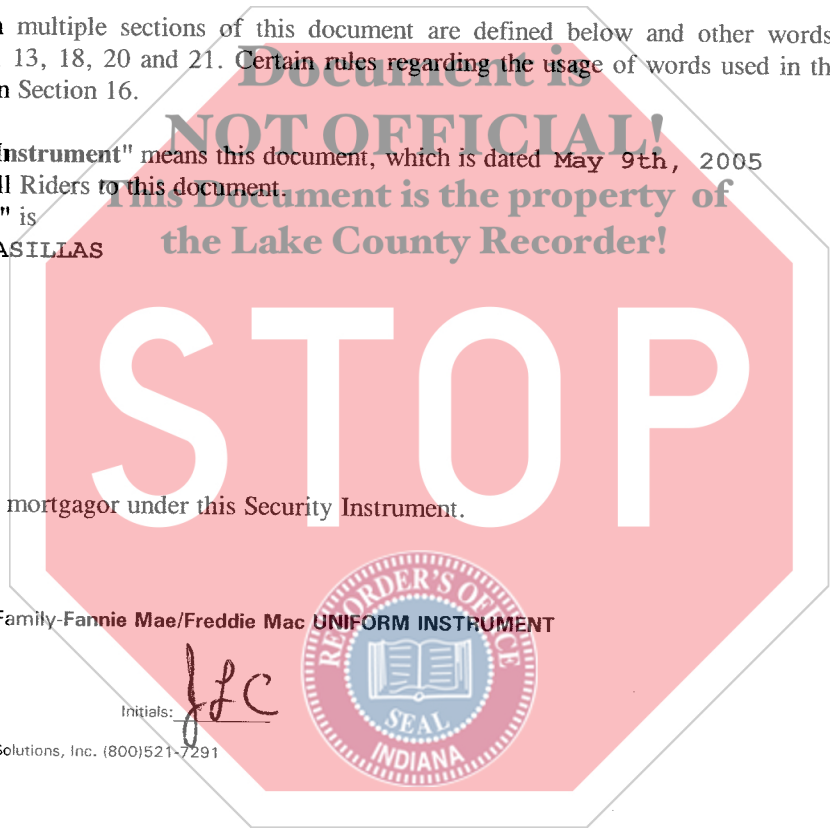 multiple sections of this document are defined below and other words
13, 18, 20 and 21. Certain rules regarding the usage of words used in
Section 16.
Document is
NOT OFFICIAL!
Instrument" means this document, which is dated May 9th, 2005
Riders to this document.
This Document is the property of
" is
the Lake County Recorder!
ASILLAS
STOP
mortgagor under this Security Instrument.
Family-Fannie Mae/Freddie Mac UNIFORM INSTRUMENT
RECORDER'S OFFICE
SEAL
INDIANA
Initials: JLC
Solutions, Inc. (800)521-7291